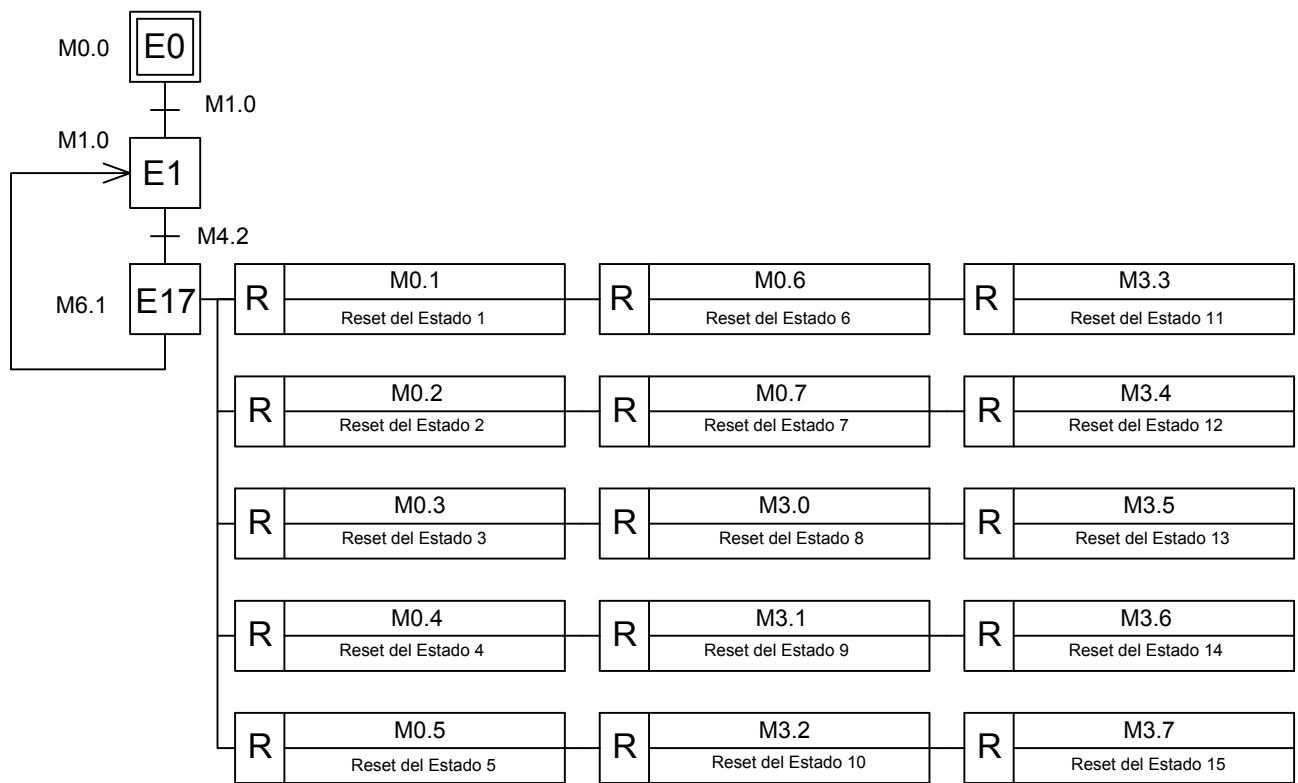 M0.0
E0
M1.0
M1.0
E1
M4.2
M6.1
E17
R
M0.1
Reset del Estado 1
R
M0.6
Reset del Estado 6
R
M3.3
Reset del Estado 11
R
M0.2
Reset del Estado 2
R
M0.7
Reset del Estado 7
R
M3.4
Reset del Estado 12
R
M0.3
Reset del Estado 3
R
M3.0
Reset del Estado 8
R
M3.5
Reset del Estado 13
R
M0.4
Reset del Estado 4
R
M3.1
Reset del Estado 9
R
M3.6
Reset del Estado 14
R
M0.5
Reset del Estado 5
R
M3.2
Reset del Estado 10
R
M3.7
Reset del Estado 15